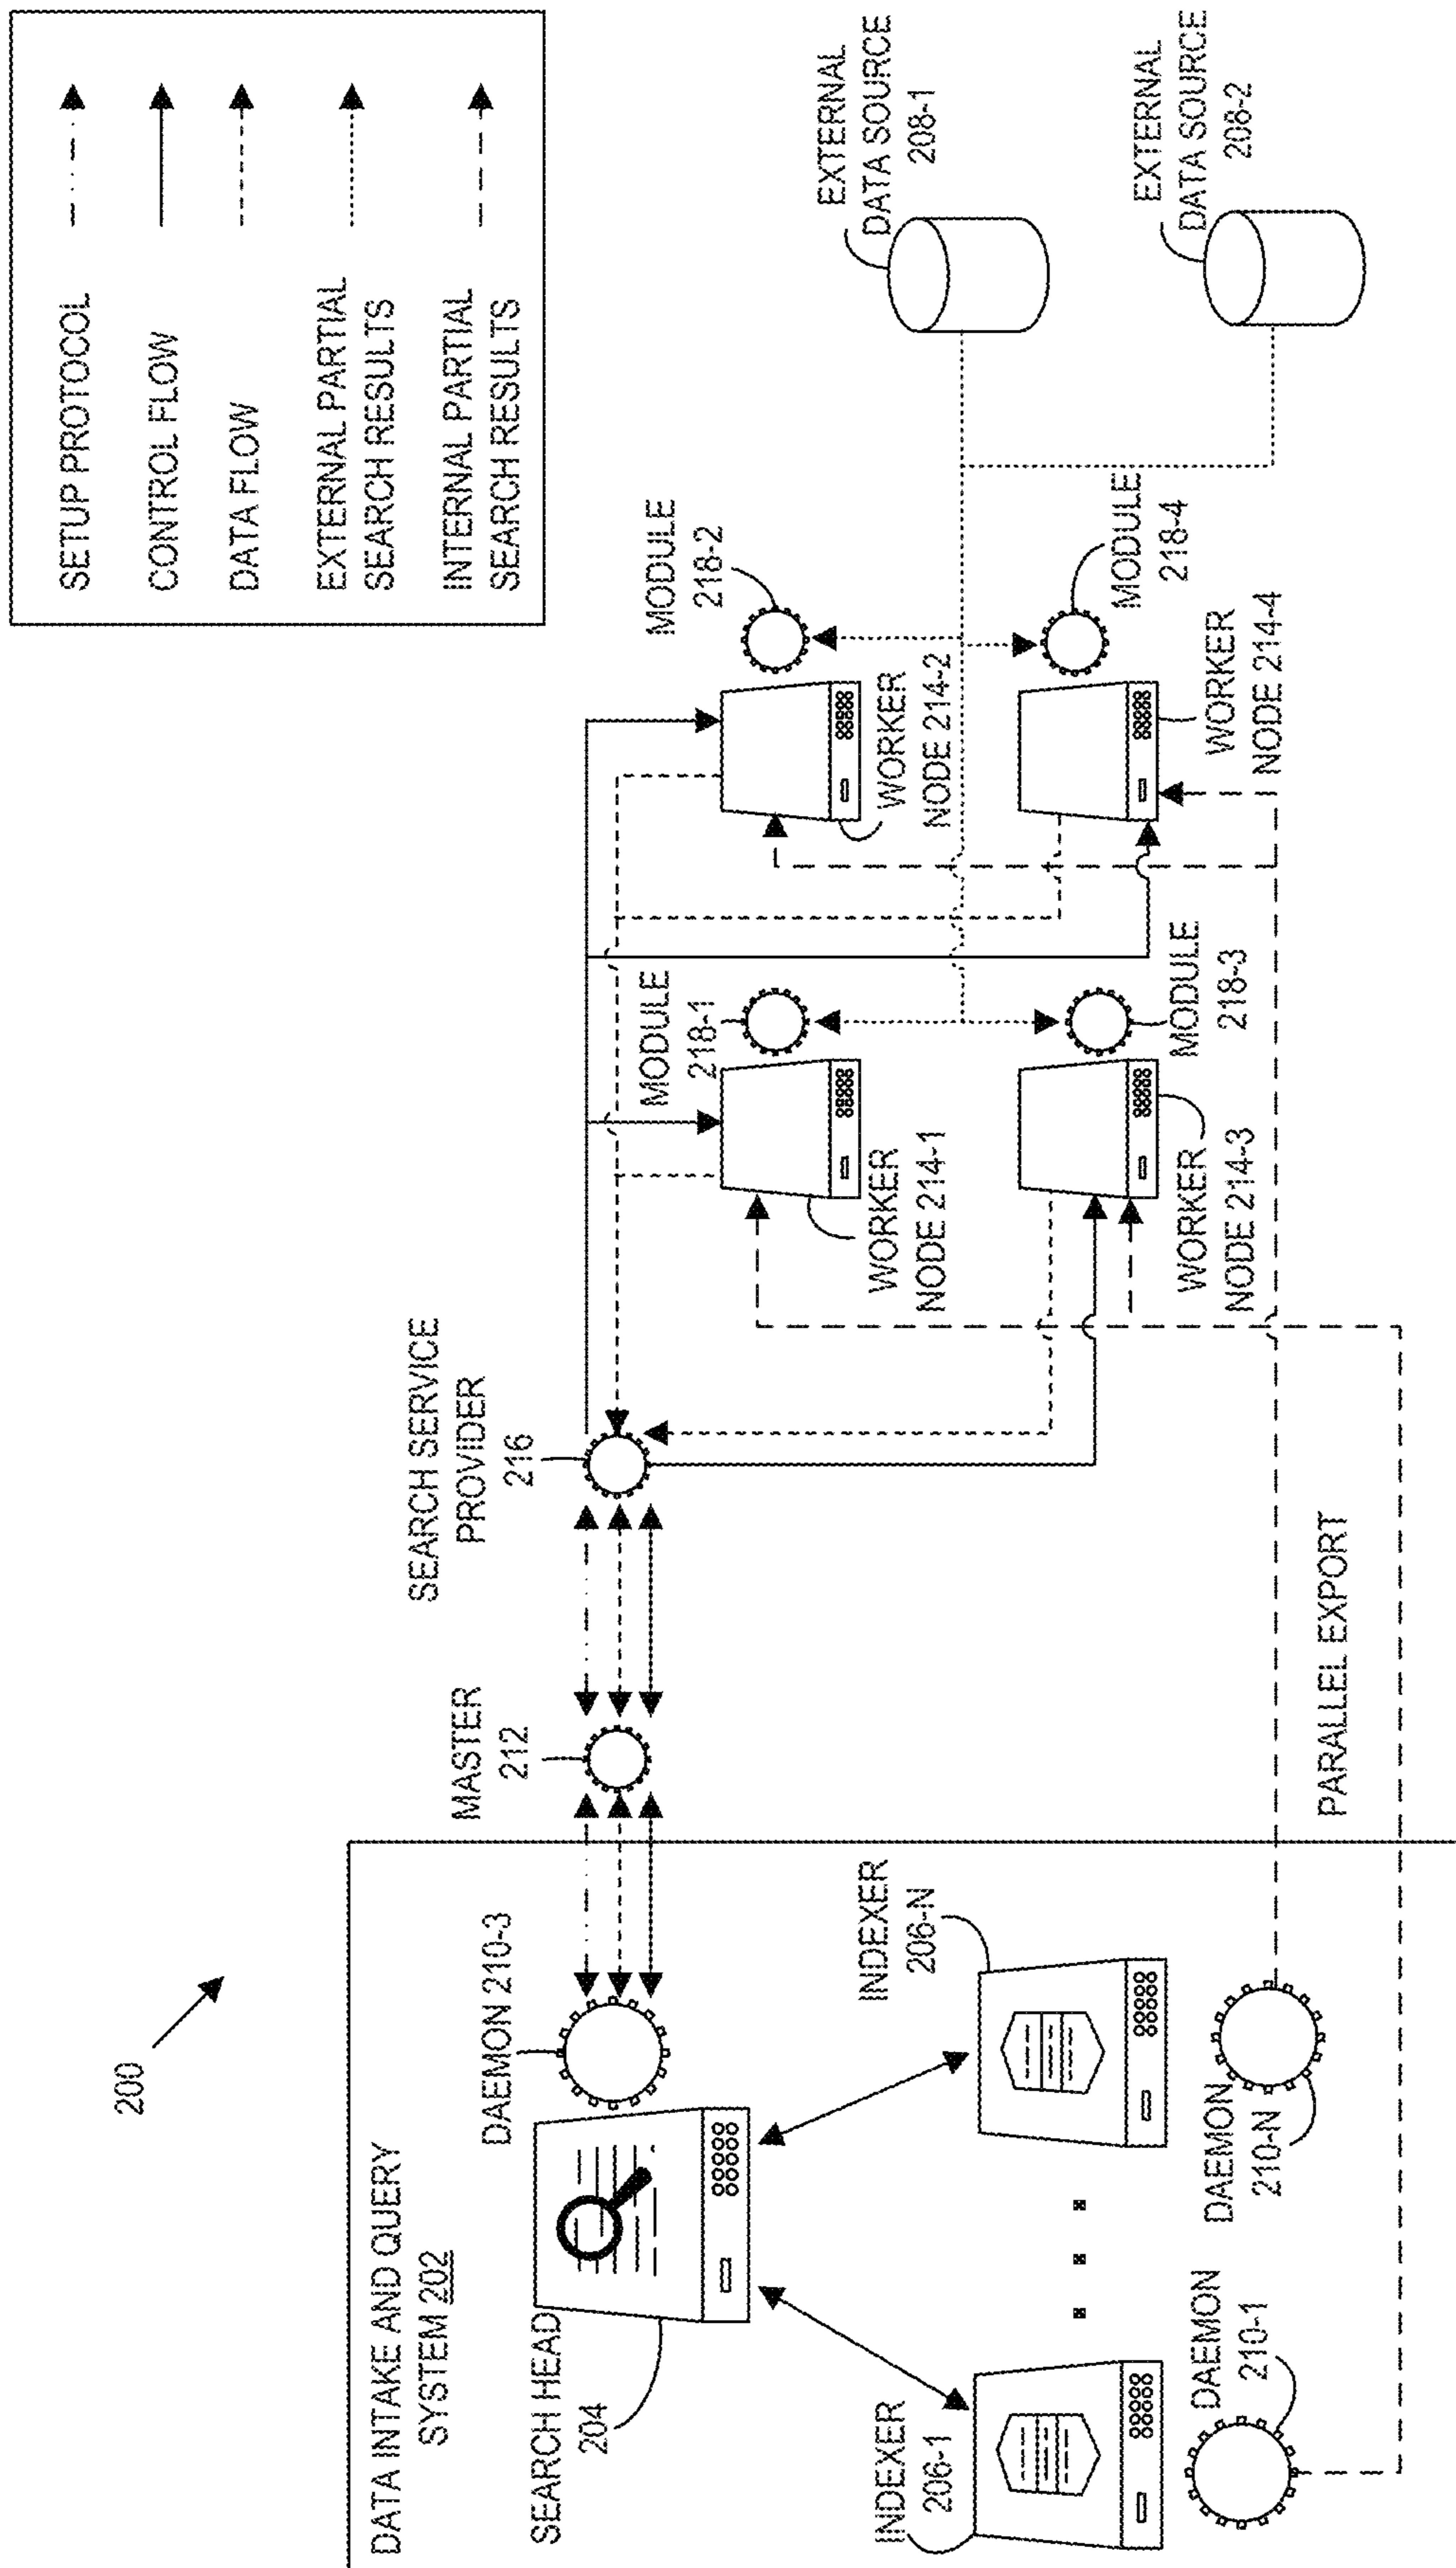 200
DATA INTAKE AND QUERY
SYSTEM 202
SEARCH HEAD
204
DAEMON 210-3
INDEXER
206-1
INDEXER
206-N
DAEMON
210-1
DAEMON
210-N
MASTER
212
SEARCH SERVICE
PROVIDER
216
PARALLEL EXPORT
WORKER
NODE 214-1
MODULE
218-1
WORKER
NODE 214-3
MODULE
218-3
WORKER
NODE 214-2
MODULE
218-2
WORKER
NODE 214-4
MODULE
218-4
EXTERNAL
DATA SOURCE
208-1
EXTERNAL
DATA SOURCE
208-2
SETUP PROTOCOL
CONTROL FLOW
DATA FLOW
EXTERNAL PARTIAL
SEARCH RESULTS
INTERNAL PARTIAL
SEARCH RESULTS